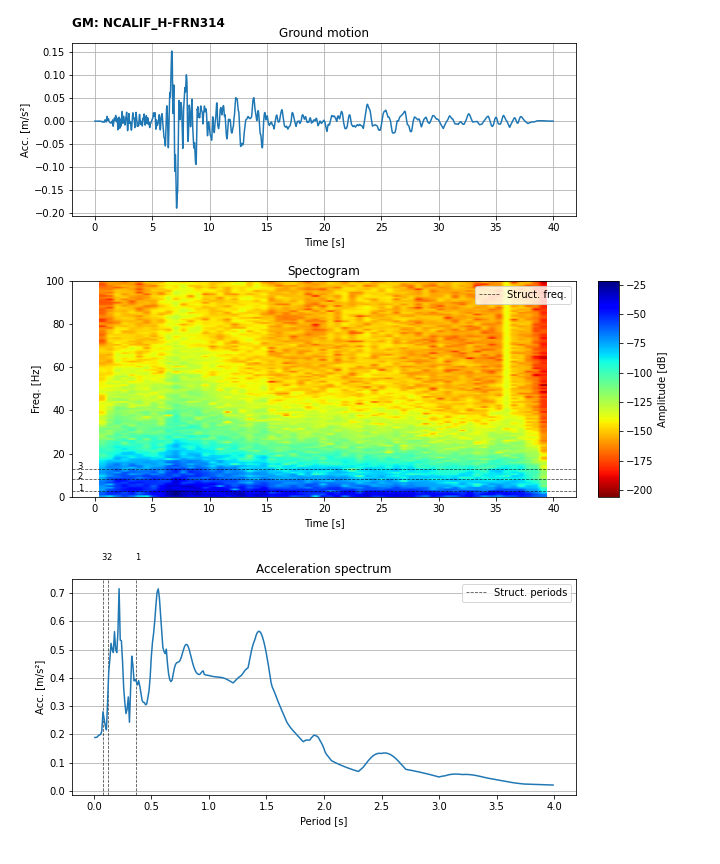 GM: NCALIF_H-FRN314
Ground motion
Acc. [m/s²]
0.15
0.10
0.05
0.00
−0.05
−0.10
−0.15
−0.20
0 5 10 15 20 25 30 35 40
Time [s]
Spectogram
Struct. freq.
Freq. [Hz]
100
80
60
40
20
0
3
2
1
0 5 10 15 20 25 30 35 40
Time [s]
−25
−50
−75
−100
−125
−150
−175
−200
Amplitude [dB]
3 2 1
Acceleration spectrum
Struct. periods
Acc. [m/s²]
0.7
0.6
0.5
0.4
0.3
0.2
0.1
0.0
0.0 0.5 1.0 1.5 2.0 2.5 3.0 3.5 4.0
Period [s]